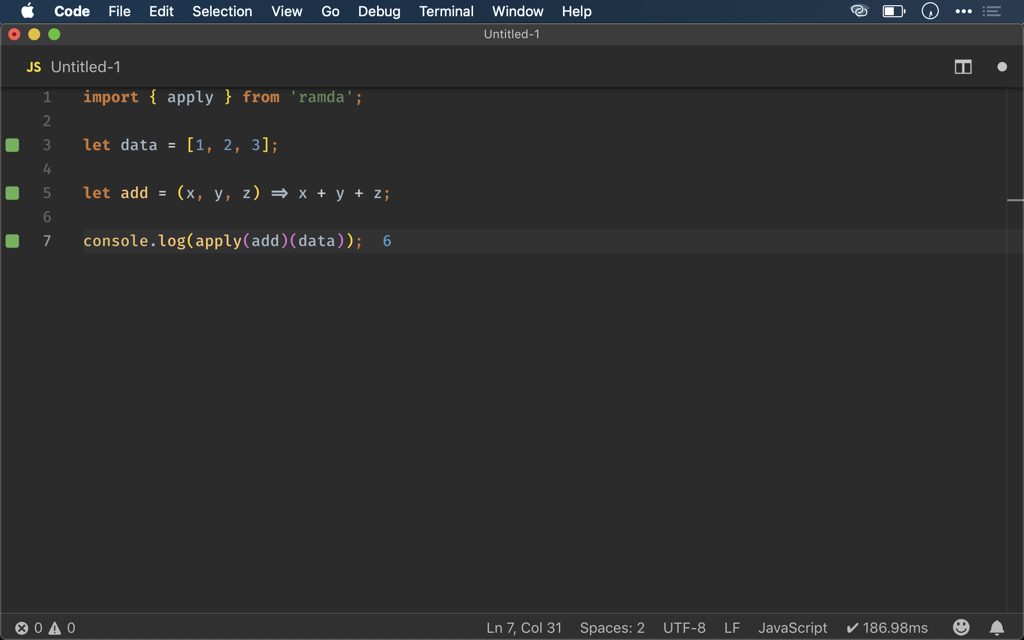 Code File Edit Selection View Go Debug Terminal Window Help
Untitled-1
JS Untitled-1
1 import { apply } from 'ramda';
2
3 let data = [1, 2, 3];
4
5 let add = (x, y, z) => x + y + z;
6
7 console.log(apply(add)(data)); 6
0 0 Ln 7, Col 31 Spaces: 2 UTF-8 LF JavaScript ✔ 186.98ms